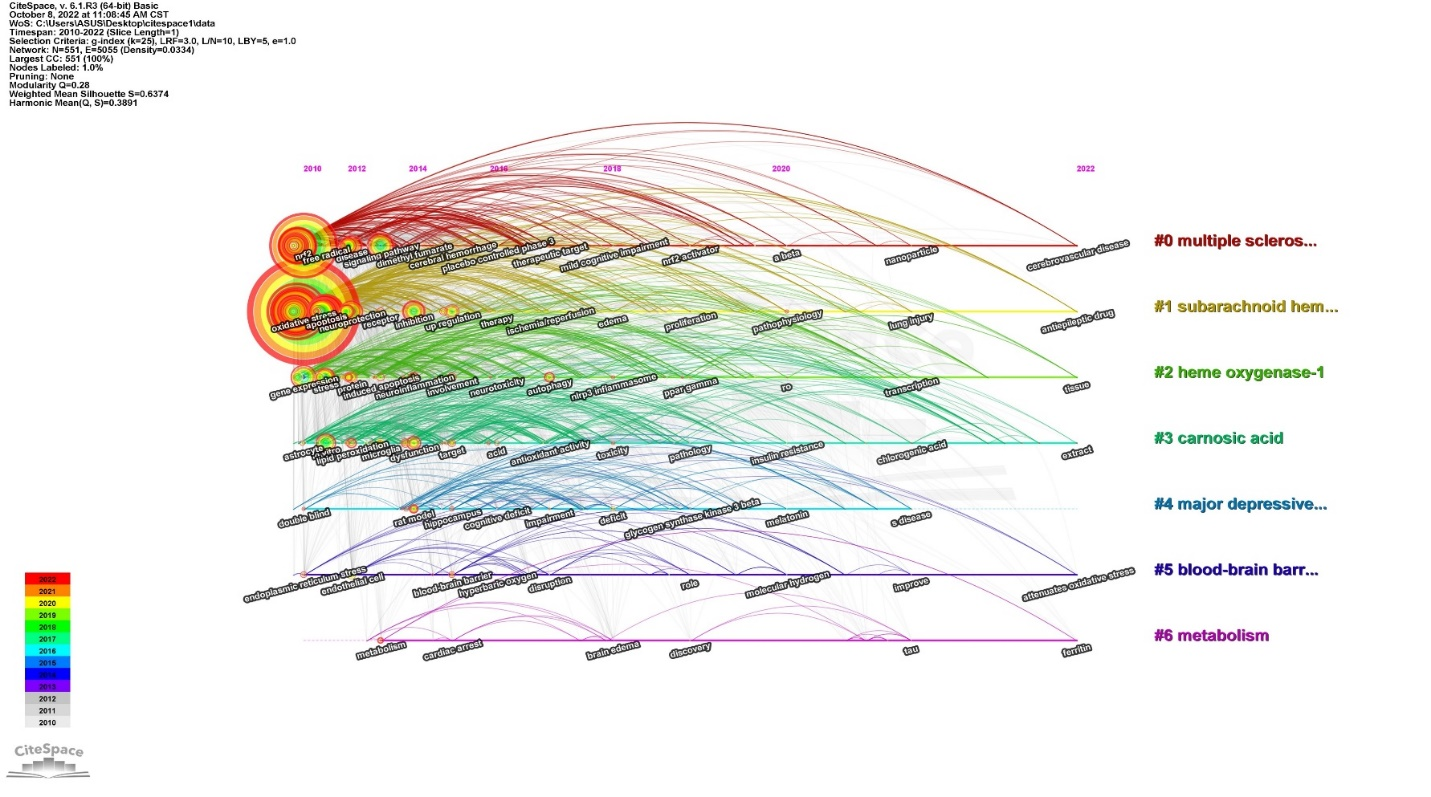 CiteSpace, v. 6.1.R3 (64-bit) Basic
October 8, 2022 at 11:08:45 AM CST
WoS: C:\Users\ASUS\Desktop\citespace1\data
Timespan: 2010-2022 (Slice Length=1)
Selection Criteria: g-index (k=25), LRF=3.0, L/N=10, LBY=5, e=1.0
Network: N=551, E=5055 (Density=0.0334)
Largest CC: 551 (100%)
Nodes Labeled: 1.0%
Pruning: None
Modularity Q=0.28
Weighted Mean Silhouette S=0.6374
Harmonic Mean(Q, S)=0.3891
2010 2012 2014 2016 2018 2020 2022
nrf2 free radical disease signaling pathway dimethyl fumarate cerebral hemorrhage placebo controlled phase 3 therapeutic target mild cognitive impairment nrf2 activator a beta nanoparticle cerebrovascular disease
#0 multiple scleros...
oxidative stress apoptosis neuroprotection receptor inhibition up regulation therapy ischemia/reperfusion edema proliferation pathophysiology lung injury antiepileptic drug
#1 subarachnoid hem...
gene expression stress protein induced apoptosis neuroinflammation involvement neurotoxicity autophagy nlrp3 inflammasome ppar gamma ro transcription tissue
#2 heme oxygenase-1
astrocyte lipid peroxidation microglia dysfunction target acid antioxidant activity toxicity pathology insulin resistance chlorogenic acid extract
#3 carnosic acid
double blind rat model hippocampus cognitive deficit impairment deficit glycogen synthase kinase 3 beta melatonin s disease
#4 major depressive...
endoplasmic reticulum stress endothelial cell blood-brain barrier hyperbaric oxygen disruption role molecular hydrogen improve attenuates oxidative stress
#5 blood-brain barr...
metabolism cardiac arrest brain edema discovery tau ferritin
#6 metabolism
2022
2021
2020
2019
2018
2017
2016
2015
2014
2013
2012
2011
2010
CiteSpace